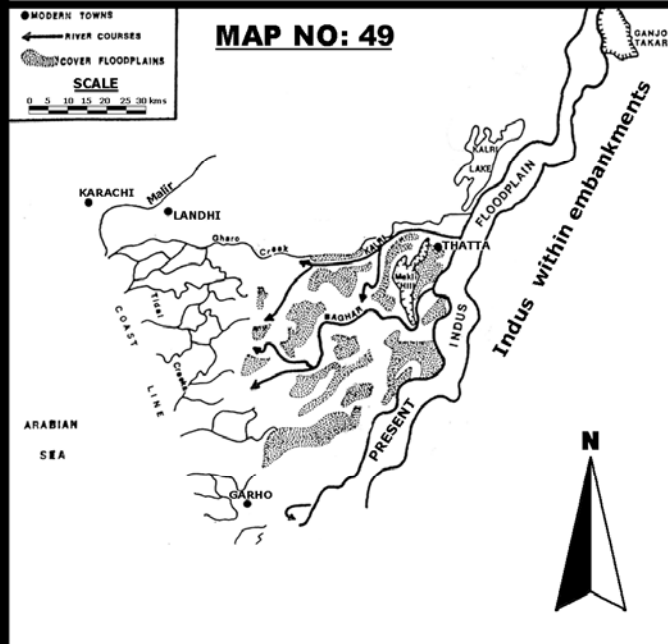 MODERN TOWNS
RIVER COURSES
COVER FLOODPLAINS
SCALE
0 5 10 15 20 25 30 kms
MAP NO: 49
GANJO
TAKAR
KALRI
LAKE
KARACHI
Malir
LANDHI
FLOODPLAIN
Indus within embankments
Gharo Creek
KALRI
THATTA
Makli
Hill
BAGHAR
INDUS
Tidal
Creeks
COAST
LINE
PRESENT
ARABIAN
SEA
GARHO
N